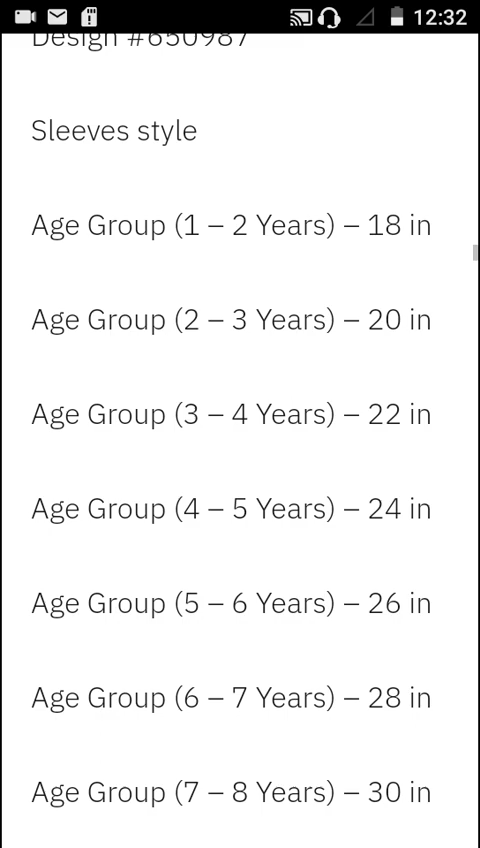 12:32
Design #650987
Sleeves style
Age Group (1 – 2 Years) – 18 in
Age Group (2 – 3 Years) – 20 in
Age Group (3 – 4 Years) – 22 in
Age Group (4 – 5 Years) – 24 in
Age Group (5 – 6 Years) – 26 in
Age Group (6 – 7 Years) – 28 in
Age Group (7 – 8 Years) – 30 in